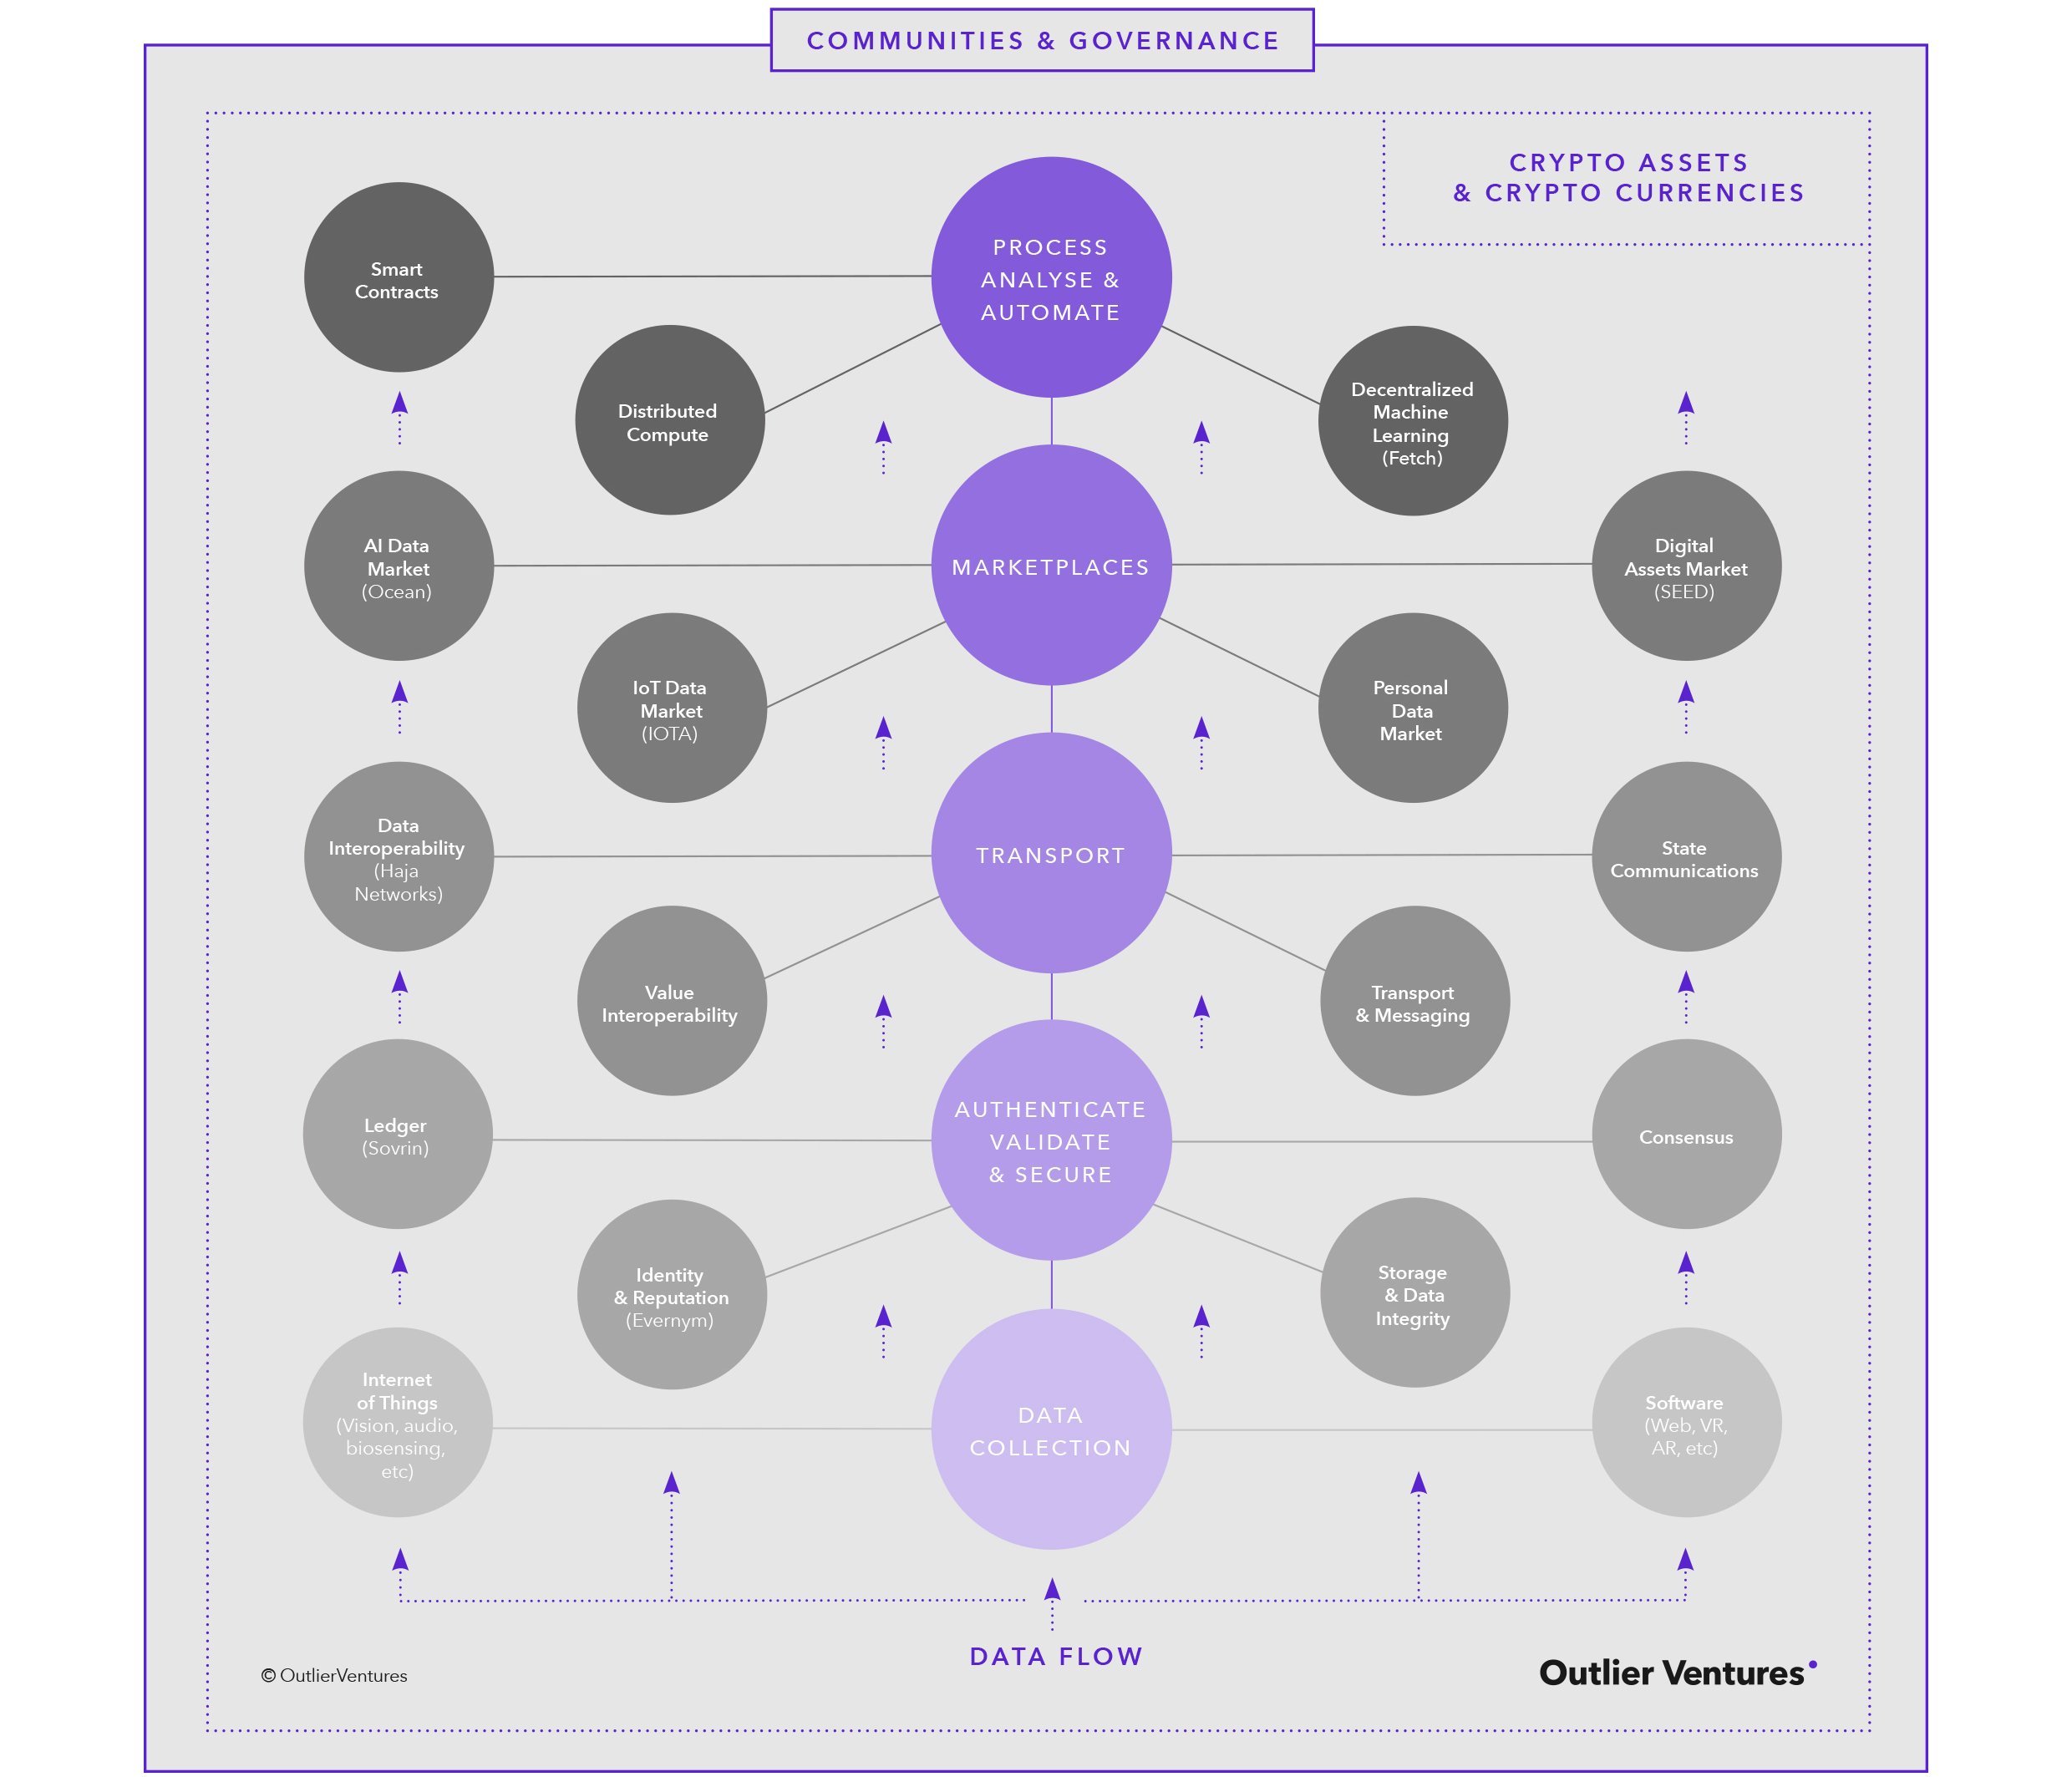 COMMUNITIES & GOVERNANCE
CRYPTO ASSETS
& CRYPTO CURRENCIES
PROCESS
ANALYSE &
AUTOMATE
Smart
Contracts
Distributed
Compute
Decentralized
Machine
Learning
(Fetch)
MARKETPLACES
AI Data
Market
(Ocean)
Digital
Assets Market
(SEED)
IoT Data
Market
(IOTA)
Personal
Data
Market
TRANSPORT
Data
Interoperability
(Haja
Networks)
State
Communications
Value
Interoperability
Transport
& Messaging
AUTHENTICATE
VALIDATE
& SECURE
Ledger
(Sovrin)
Consensus
Identity
& Reputation
(Evernym)
Storage
& Data
Integrity
DATA
COLLECTION
Internet
of Things
(Vision, audio,
biosensing,
etc)
Software
(Web, VR,
AR, etc)
DATA FLOW
© OutlierVentures
Outlier Ventures